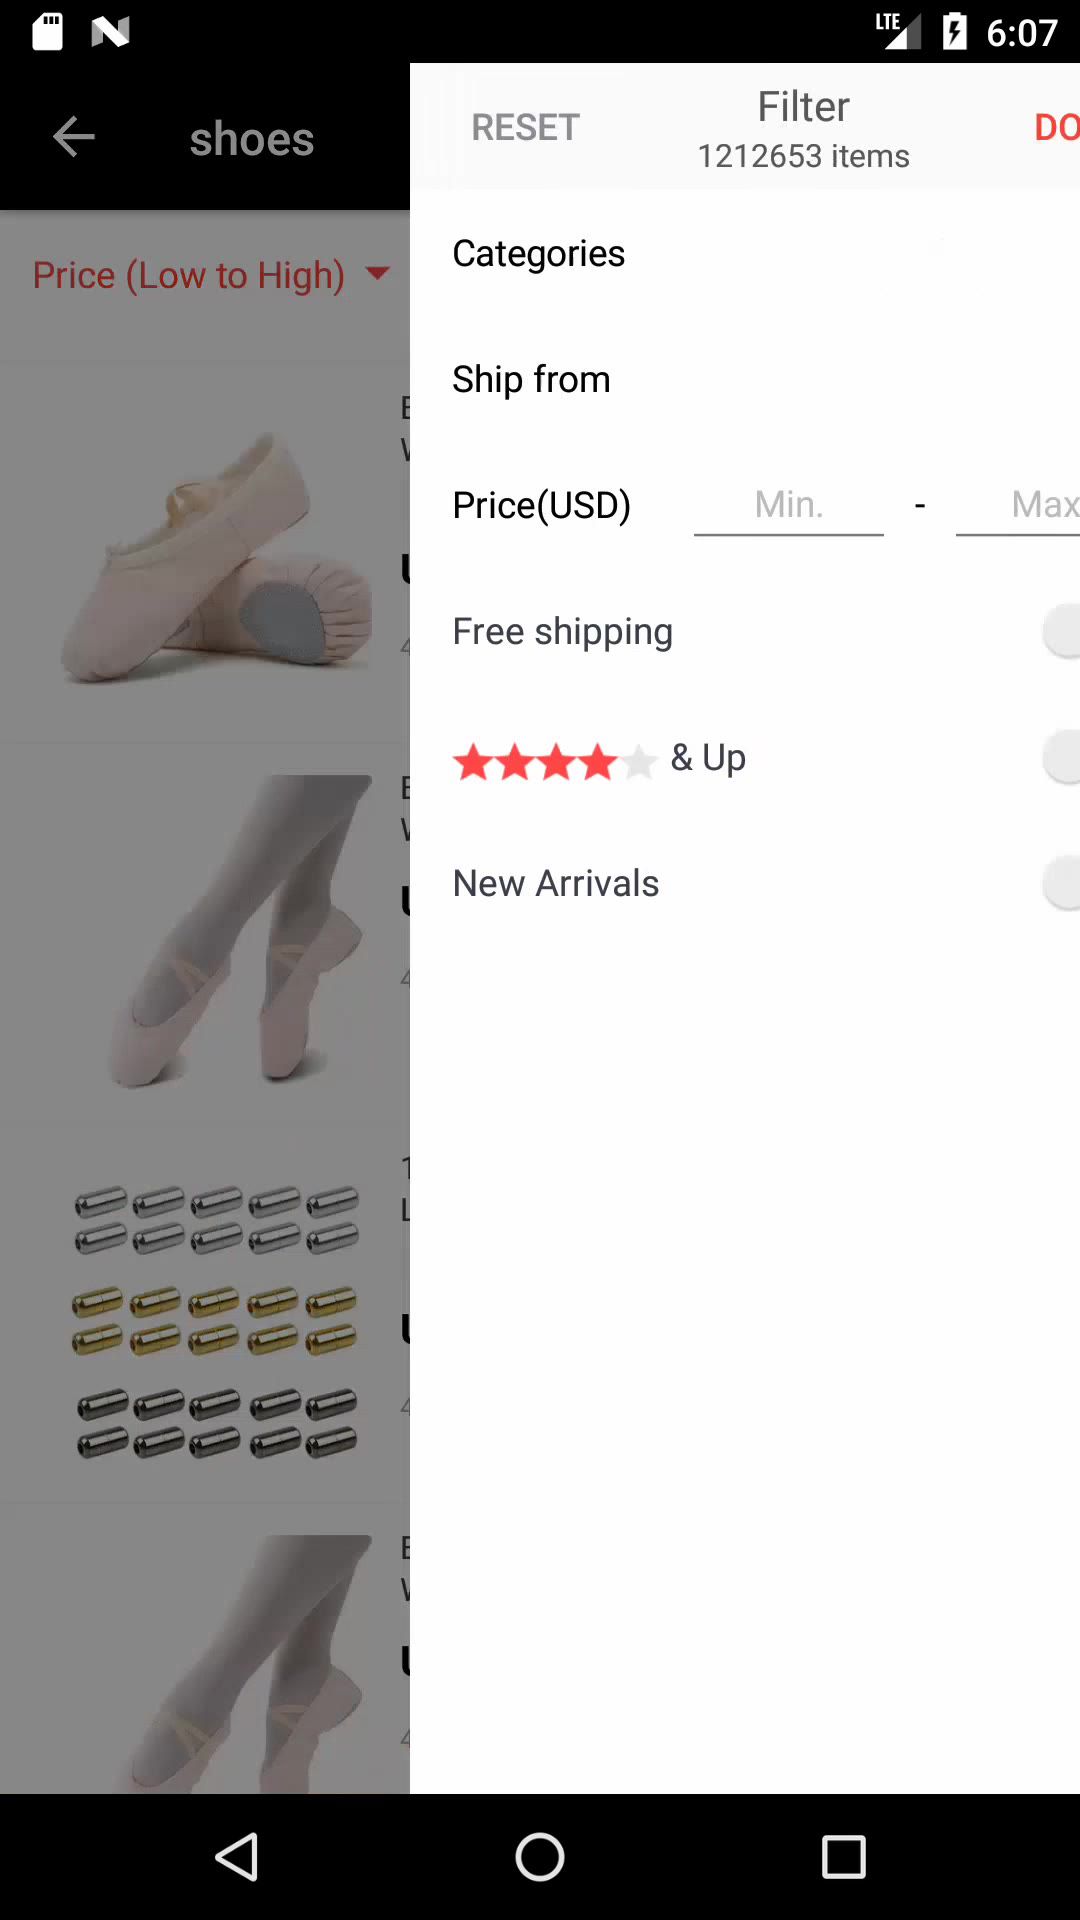 LTE 6:07
shoes
RESET
Filter
1212653 items
Categories
Price (Low to High)
Ship from
Price(USD) Min. - Max
Free shipping
& Up
New Arrivals